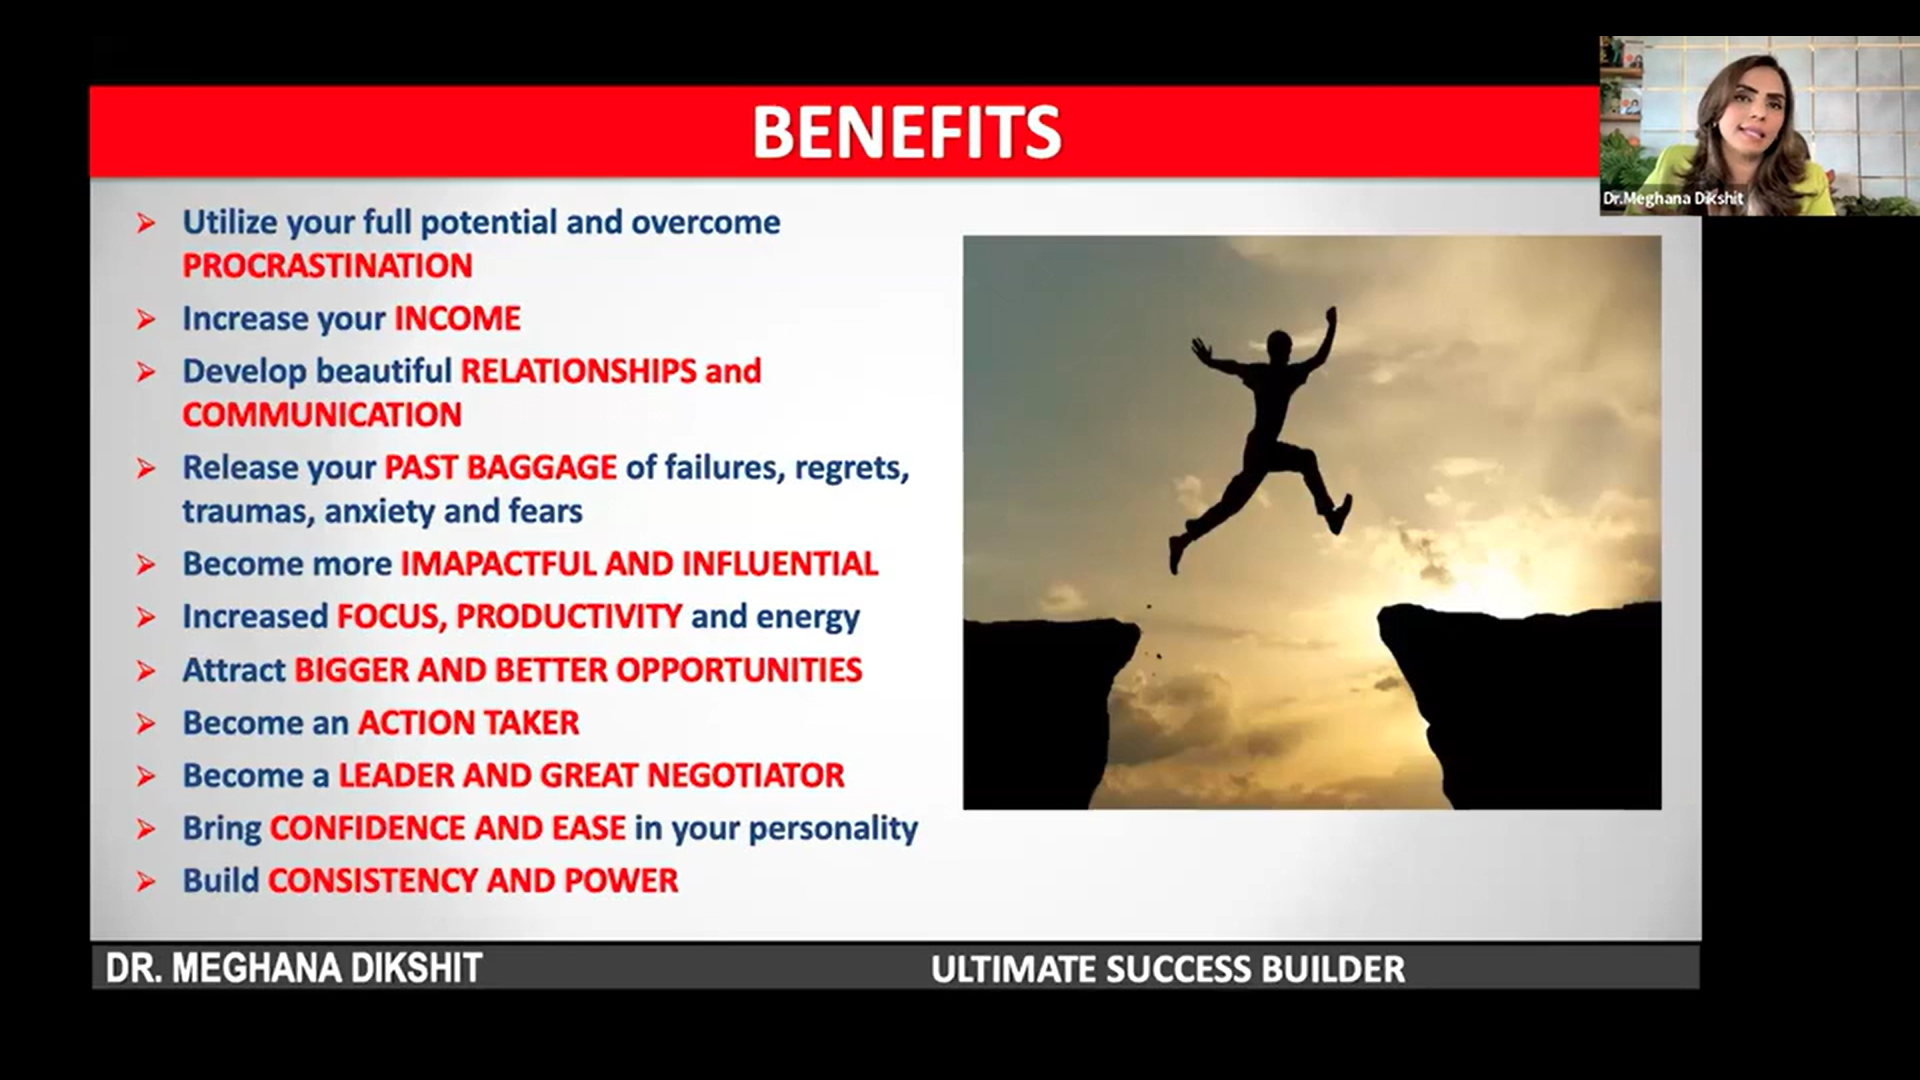 BENEFITS
Dr.Meghana Dikshit
Utilize your full potential and overcome
PROCRASTINATION
Increase your INCOME
Develop beautiful RELATIONSHIPS and
COMMUNICATION
Release your PAST BAGGAGE of failures, regrets,
traumas, anxiety and fears
Become more IMAPACTFUL AND INFLUENTIAL
Increased FOCUS, PRODUCTIVITY and energy
Attract BIGGER AND BETTER OPPORTUNITIES
Become an ACTION TAKER
Become a LEADER AND GREAT NEGOTIATOR
Bring CONFIDENCE AND EASE in your personality
Build CONSISTENCY AND POWER
DR. MEGHANA DIKSHIT
ULTIMATE SUCCESS BUILDER